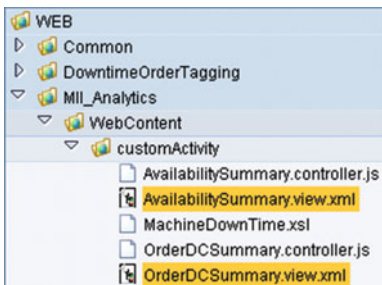 WEB
Common
DowntimeOrderTagging
MII_Analytics
WebContent
customActivity
AvailabilitySummary.controller.js
AvailabilitySummary.view.xml
MachineDownTime.xsl
OrderDCSummary.controller.js
OrderDCSummary.view.xml